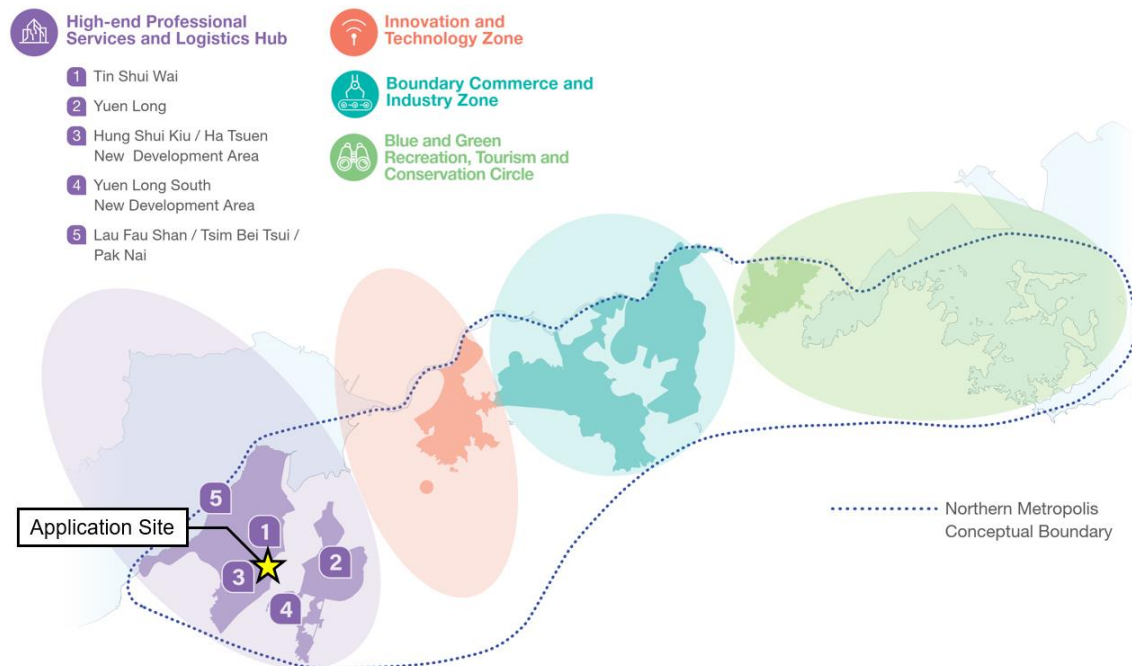 High-end Professional
Services and Logistics Hub
1 Tin Shui Wai
2 Yuen Long
3 Hung Shui Kiu / Ha Tsuen
New Development Area
4 Yuen Long South
New Development Area
5 Lau Fau Shan / Tsim Bei Tsui /
Pak Nai
Innovation and
Technology Zone
Boundary Commerce and
Industry Zone
Blue and Green
Recreation, Tourism and
Conservation Circle
5
Application Site
1
2
3
4
Northern Metropolis
Conceptual Boundary